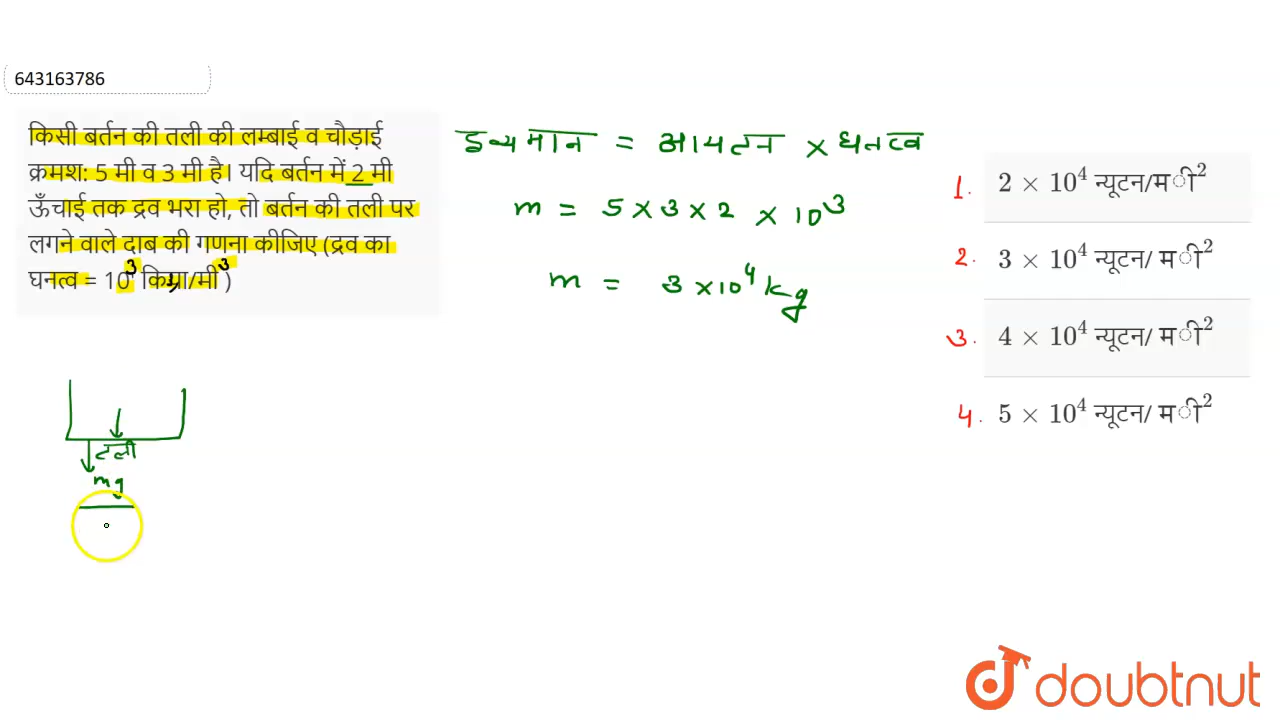 643163786
किसी बर्तन की तली की लम्बाई व चौड़ाई
क्रमश: 5 मी व 3 मी है। यदि बर्तन में 2 मी
ऊँचाई तक द्रव भरा हो, तो बर्तन की तली पर
लगने वाले दाब की गणना कीजिए (द्रव का
घनत्व = 10³ किग्रा/मी³)
द्रव्यमान = आयतन × घनत्व
m = 5 × 3 × 2 × 10³
m = 3 × 10⁴ kg
तली
mg
1. 2 × 10⁴ न्यूटन/मी²
2. 3 × 10⁴ न्यूटन/ मी²
3. 4 × 10⁴ न्यूटन/ मी²
4. 5 × 10⁴ न्यूटन/ मी²
doubtnut